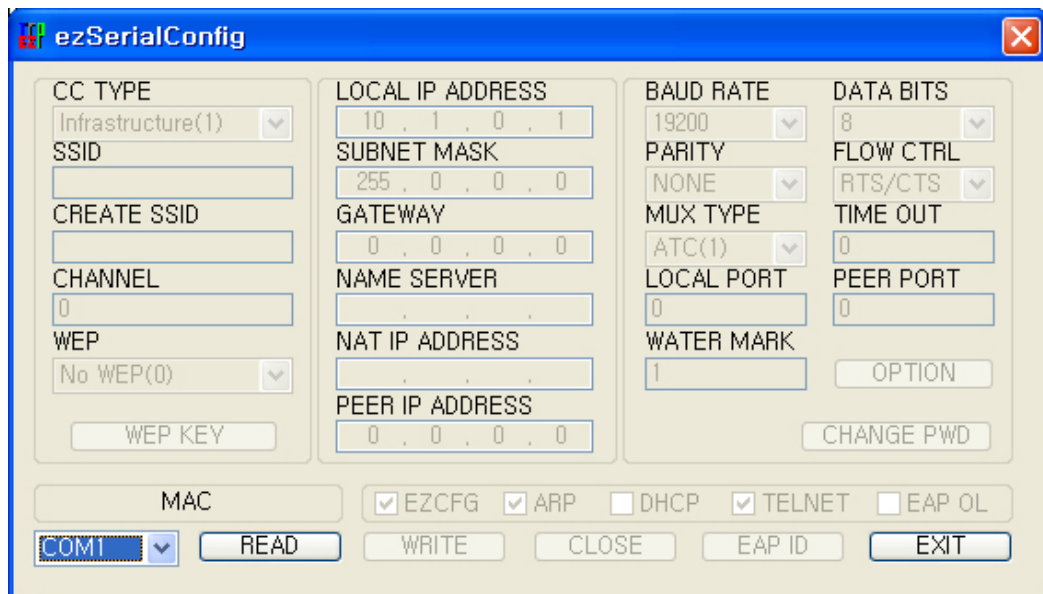 ezSerialConfig
CC TYPE
Infrastructure(1)
SSID
CREATE SSID
CHANNEL
0
WEP
No WEP(0)
WEP KEY
LOCAL IP ADDRESS
10 . 1 . 0 . 1
SUBNET MASK
255 . 0 . 0 . 0
GATEWAY
0 . 0 . 0 . 0
NAME SERVER
. . .
NAT IP ADDRESS
. . .
PEER IP ADDRESS
0 . 0 . 0 . 0
BAUD RATE DATA BITS
19200 8
PARITY FLOW CTRL
NONE RTS/CTS
MUX TYPE TIME OUT
ATC(1) 0
LOCAL PORT PEER PORT
0 0
WATER MARK
1 OPTION
CHANGE PWD
MAC
EZCFG ARP DHCP TELNET EAP OL
COM1 READ WRITE CLOSE EAP ID EXIT